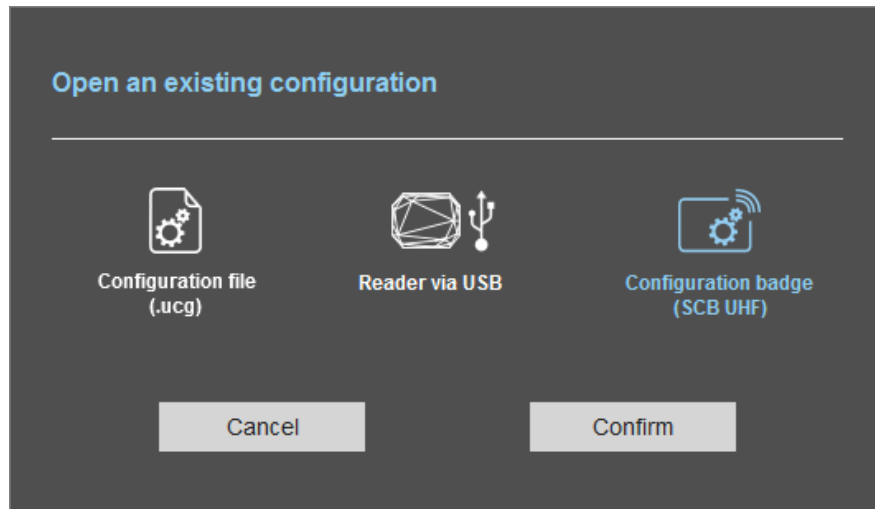 Open an existing configuration
Configuration file
(.ucg)
Reader via USB
Configuration badge
(SCB UHF)
Cancel
Confirm